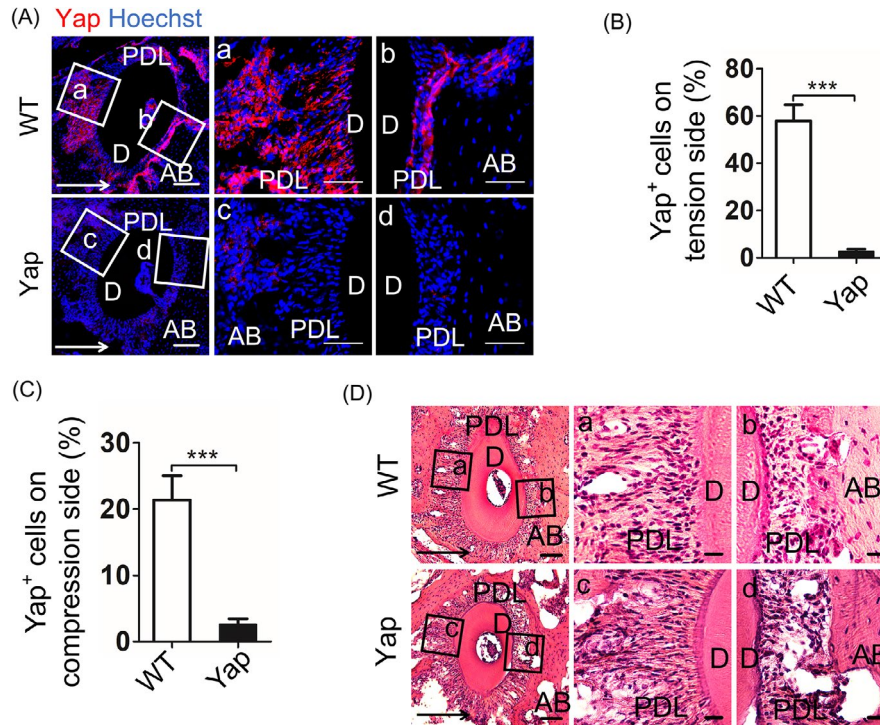 (A) Yap Hoechst
WT
PDL
a
b
D
AB
a
D
PDL
b
D
AB
PDL
Yap
PDL
c
d
D
AB
c
D
AB PDL
d
D
AB
PDL
(B)
Yap+ cells on
tension side (%)
80
60
40
20
0
***
WT
Yap
(C)
Yap+ cells on
compression side (%)
30
20
10
0
***
WT
Yap
(D)
WT
PDL
D
a
b
AB
a
D
PDL
b
D
AB
PDL
Yap
PDL
D
c
d
AB
c
D
PDL
d
D
AB
PDL